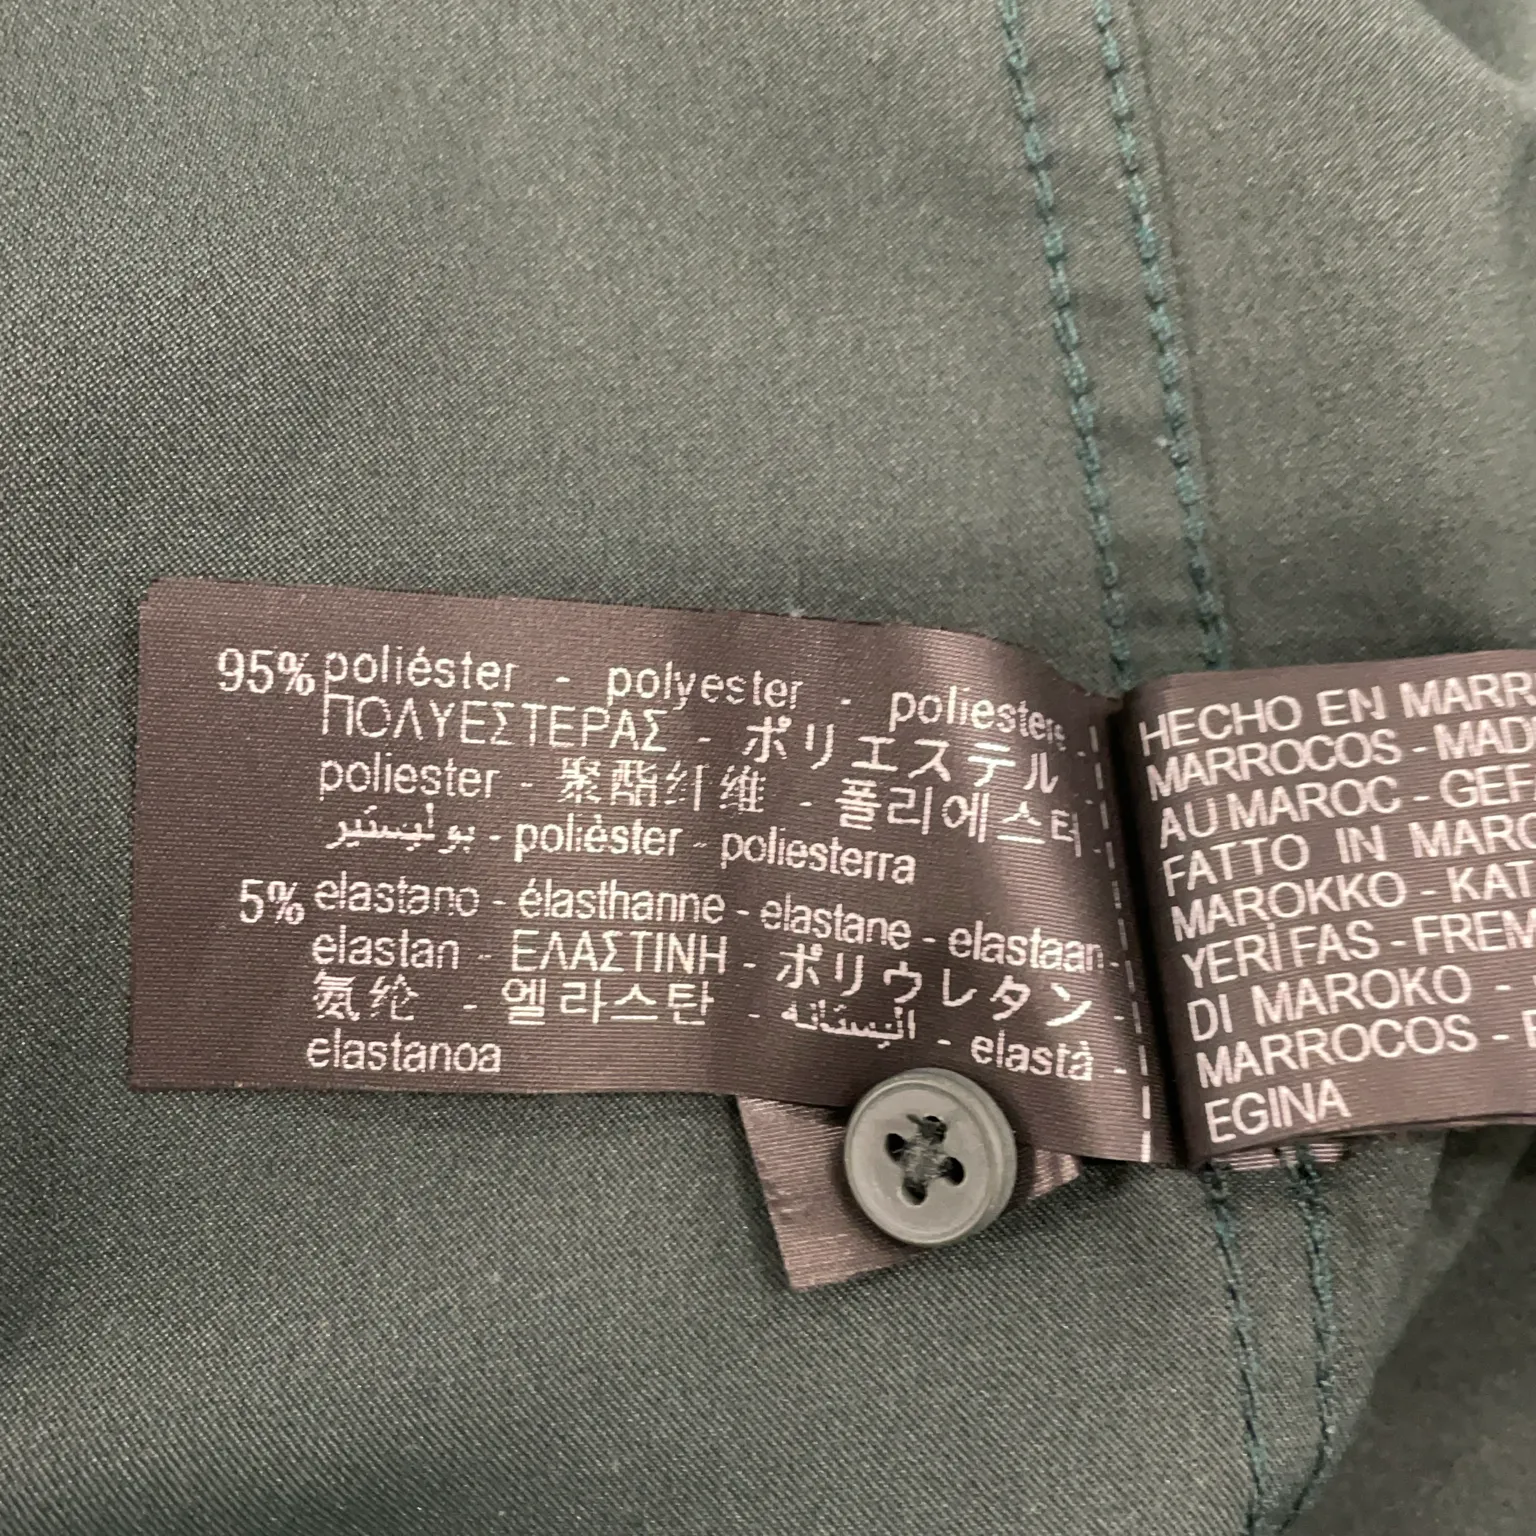 95% poliéster - polyester - poliestere -
ΠΟΛΥΕΣΤΕΡΑΣ - ポリエステル
poliester - 聚酯纤维 - 폴리에스터 -
بوليستير - polièster - poliesterra
5% elastano - élasthanne - elastane - elastaan -
elastan - ΕΛΑΣΤΙΝΗ - ポリウレタン -
氨纶 - 엘라스탄 - اليستانه - elastà -
elastanoa
HECHO EN MARR
MARROCOS - MAD
AU MAROC - GEF
FATTO IN MARO
MAROKKO - KAT
YERİ FAS - FREM
DI MAROKO -
MARROCOS -
EGINA